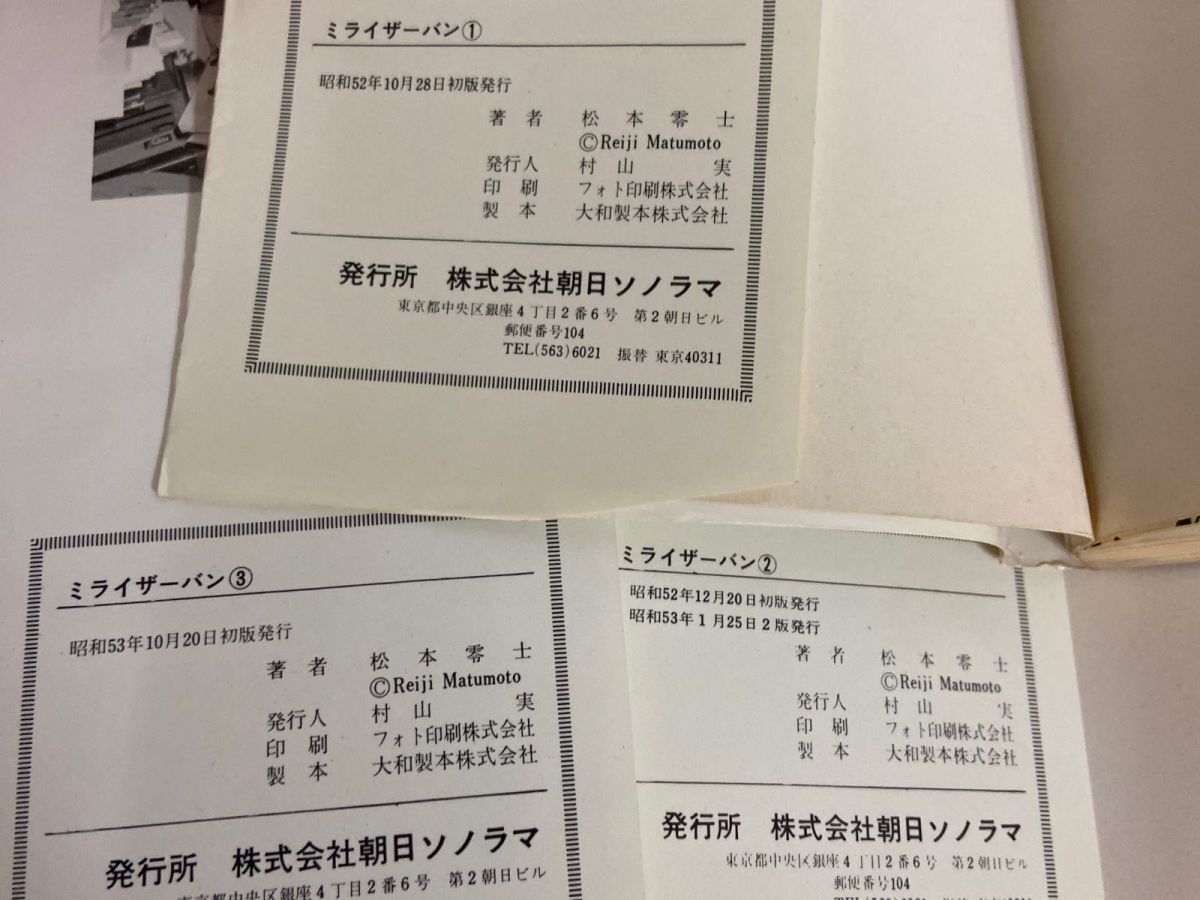 ミライザーバン①
昭和52年10月28日初版発行
著者 松本零士
©Reiji Matumoto
発行人 村山実
印刷 フォト印刷株式会社
製本 大和製本株式会社
発行所 株式会社朝日ソノラマ
東京都中央区銀座4丁目2番6号 第2朝日ビル
郵便番号104
TEL(563)6021 振替 東京40311
ミライザーバン③
昭和53年10月20日初版発行
著者 松本零士
©Reiji Matumoto
発行人 村山実
印刷 フォト印刷株式会社
製本 大和製本株式会社
発行所 株式会社朝日ソノラマ
東京都中央区銀座4丁目2番6号 第2朝日ビル
ミライザーバン②
昭和52年12月20日初版発行
昭和53年1月25日2版発行
著者 松本零士
©Reiji Matumoto
発行人 村山実
印刷 フォト印刷株式会社
製本 大和製本株式会社
発行所 株式会社朝日ソノラマ
東京都中央区銀座4丁目2番6号 第2朝日ビル
郵便番号104